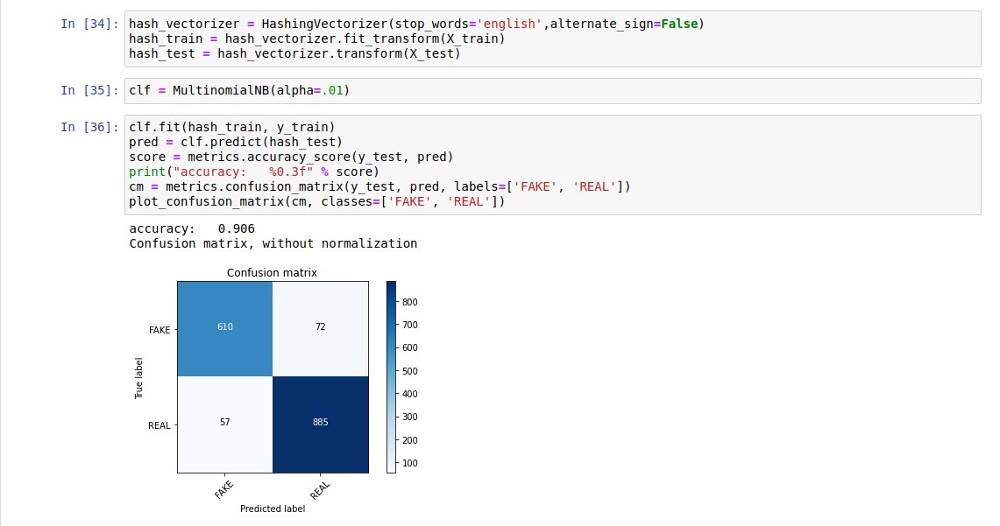 In [34]: hash_vectorizer = HashingVectorizer(stop_words='english',alternate_sign=False)
hash_train = hash_vectorizer.fit_transform(X_train)
hash_test = hash_vectorizer.transform(X_test)
In [35]: clf = MultinomialNB(alpha=.01)
In [36]: clf.fit(hash_train, y_train)
pred = clf.predict(hash_test)
score = metrics.accuracy_score(y_test, pred)
print("accuracy:   %0.3f" % score)
cm = metrics.confusion_matrix(y_test, pred, labels=['FAKE', 'REAL'])
plot_confusion_matrix(cm, classes=['FAKE', 'REAL'])
accuracy:   0.906
Confusion matrix, without normalization
Confusion matrix
True label
FAKE
610
72
REAL
57
885
FAKE
REAL
Predicted label
800
700
600
500
400
300
200
100